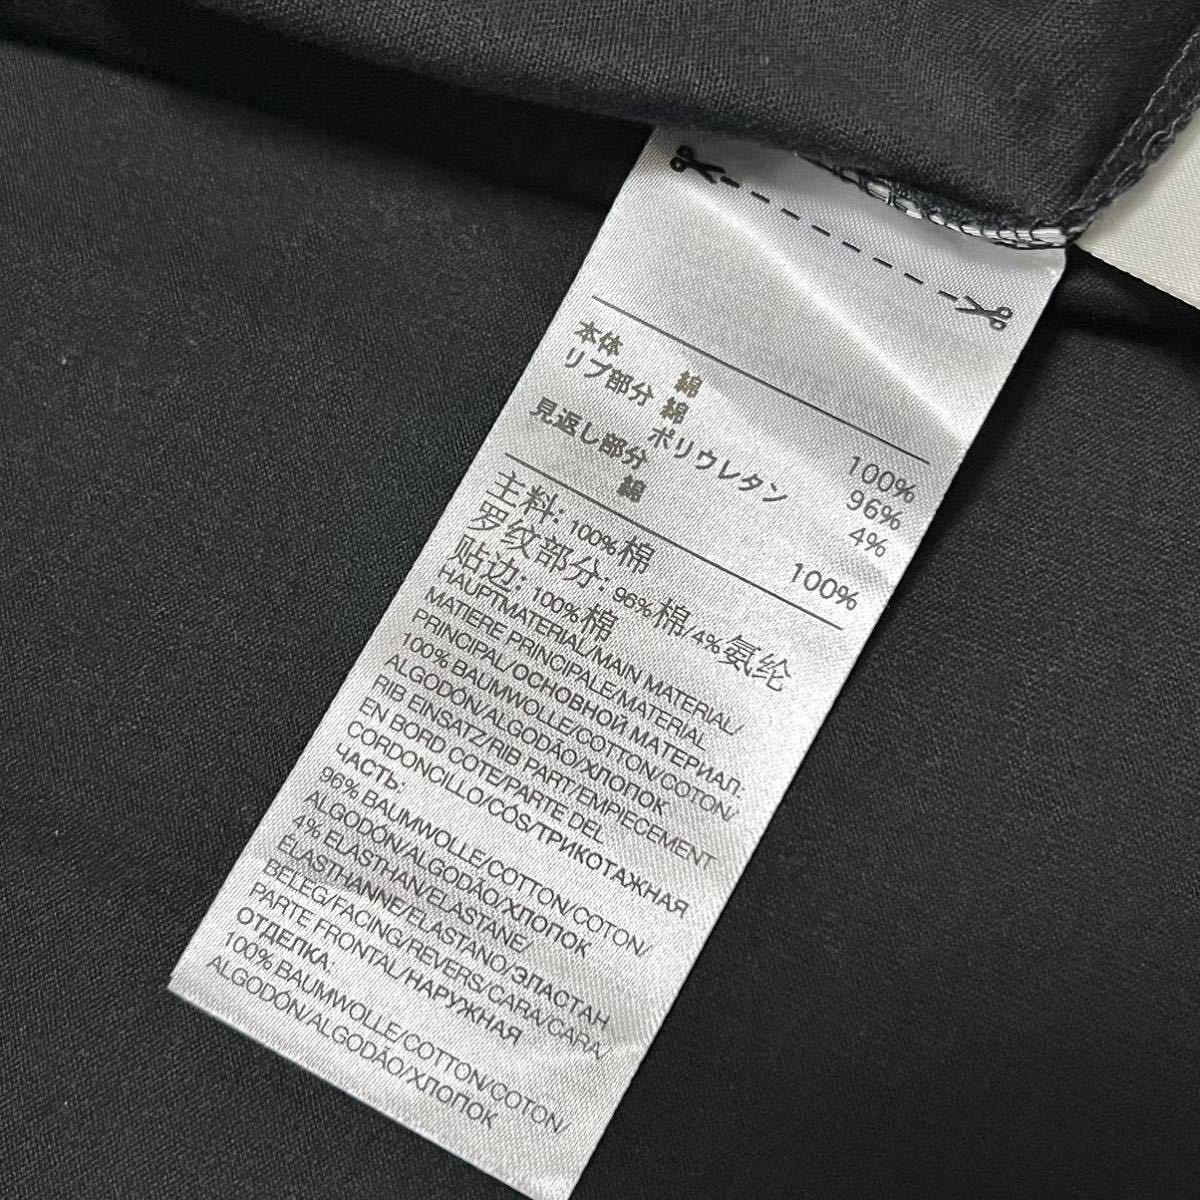 本体 綿 100%
リブ部分 綿 96%
ポリウレタン 4%
見返し部分
綿 100%
主料: 100%棉
罗纹部分: 96%棉/4%氨纶
贴边: 100%棉
HAUPTMATERIAL/MAIN MATERIAL/
MATIERE PRINCIPALE/MATERIAL
PRINCIPAL/ОСНОВНОЙ МАТЕРИАЛ:
100% BAUMWOLLE/COTTON/COTON/
ALGODÓN/ALGODÃO/ХЛОПОК
RIB EINSATZ/RIB PART/EMPIECEMENT
EN BORD COTE/PARTE DEL
CORDONCILLO/CÓS/ТРИКОТАЖНАЯ
ЧАСТЬ:
96% BAUMWOLLE/COTTON/COTON/
ALGODÓN/ALGODÃO/ХЛОПОК
4% ELASTHAN/ELASTANE/
ÉLASTHANNE/ELASTANO/ЭЛАСТАН
BELEG/FACING/REVERS/CARA/CARA/
PARTE FRONTAL/НАРУЖНАЯ
ОТДЕЛКА:
100% BAUMWOLLE/COTTON/COTON/
ALGODÓN/ALGODÃO/ХЛОПОК